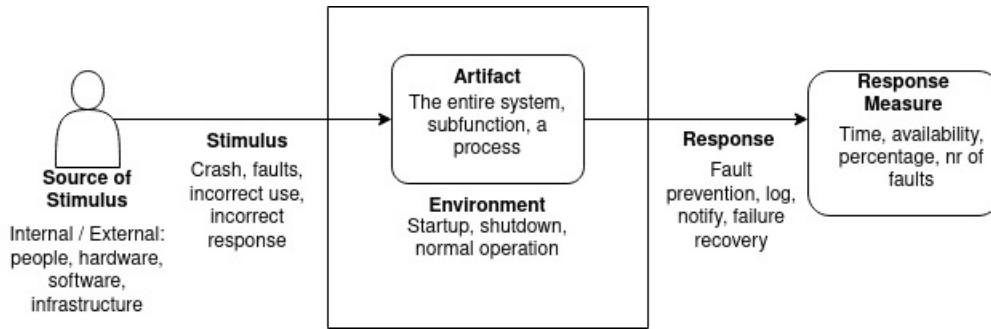 Source of
Stimulus
Internal / External:
people, hardware,
software,
infrastructure
Stimulus
Crash, faults,
incorrect use,
incorrect
response
Artifact
The entire system,
subfunction, a
process
Environment
Startup, shutdown,
normal operation
Response
Fault
prevention, log,
notify, failure
recovery
Response
Measure
Time, availability,
percentage, nr of
faults